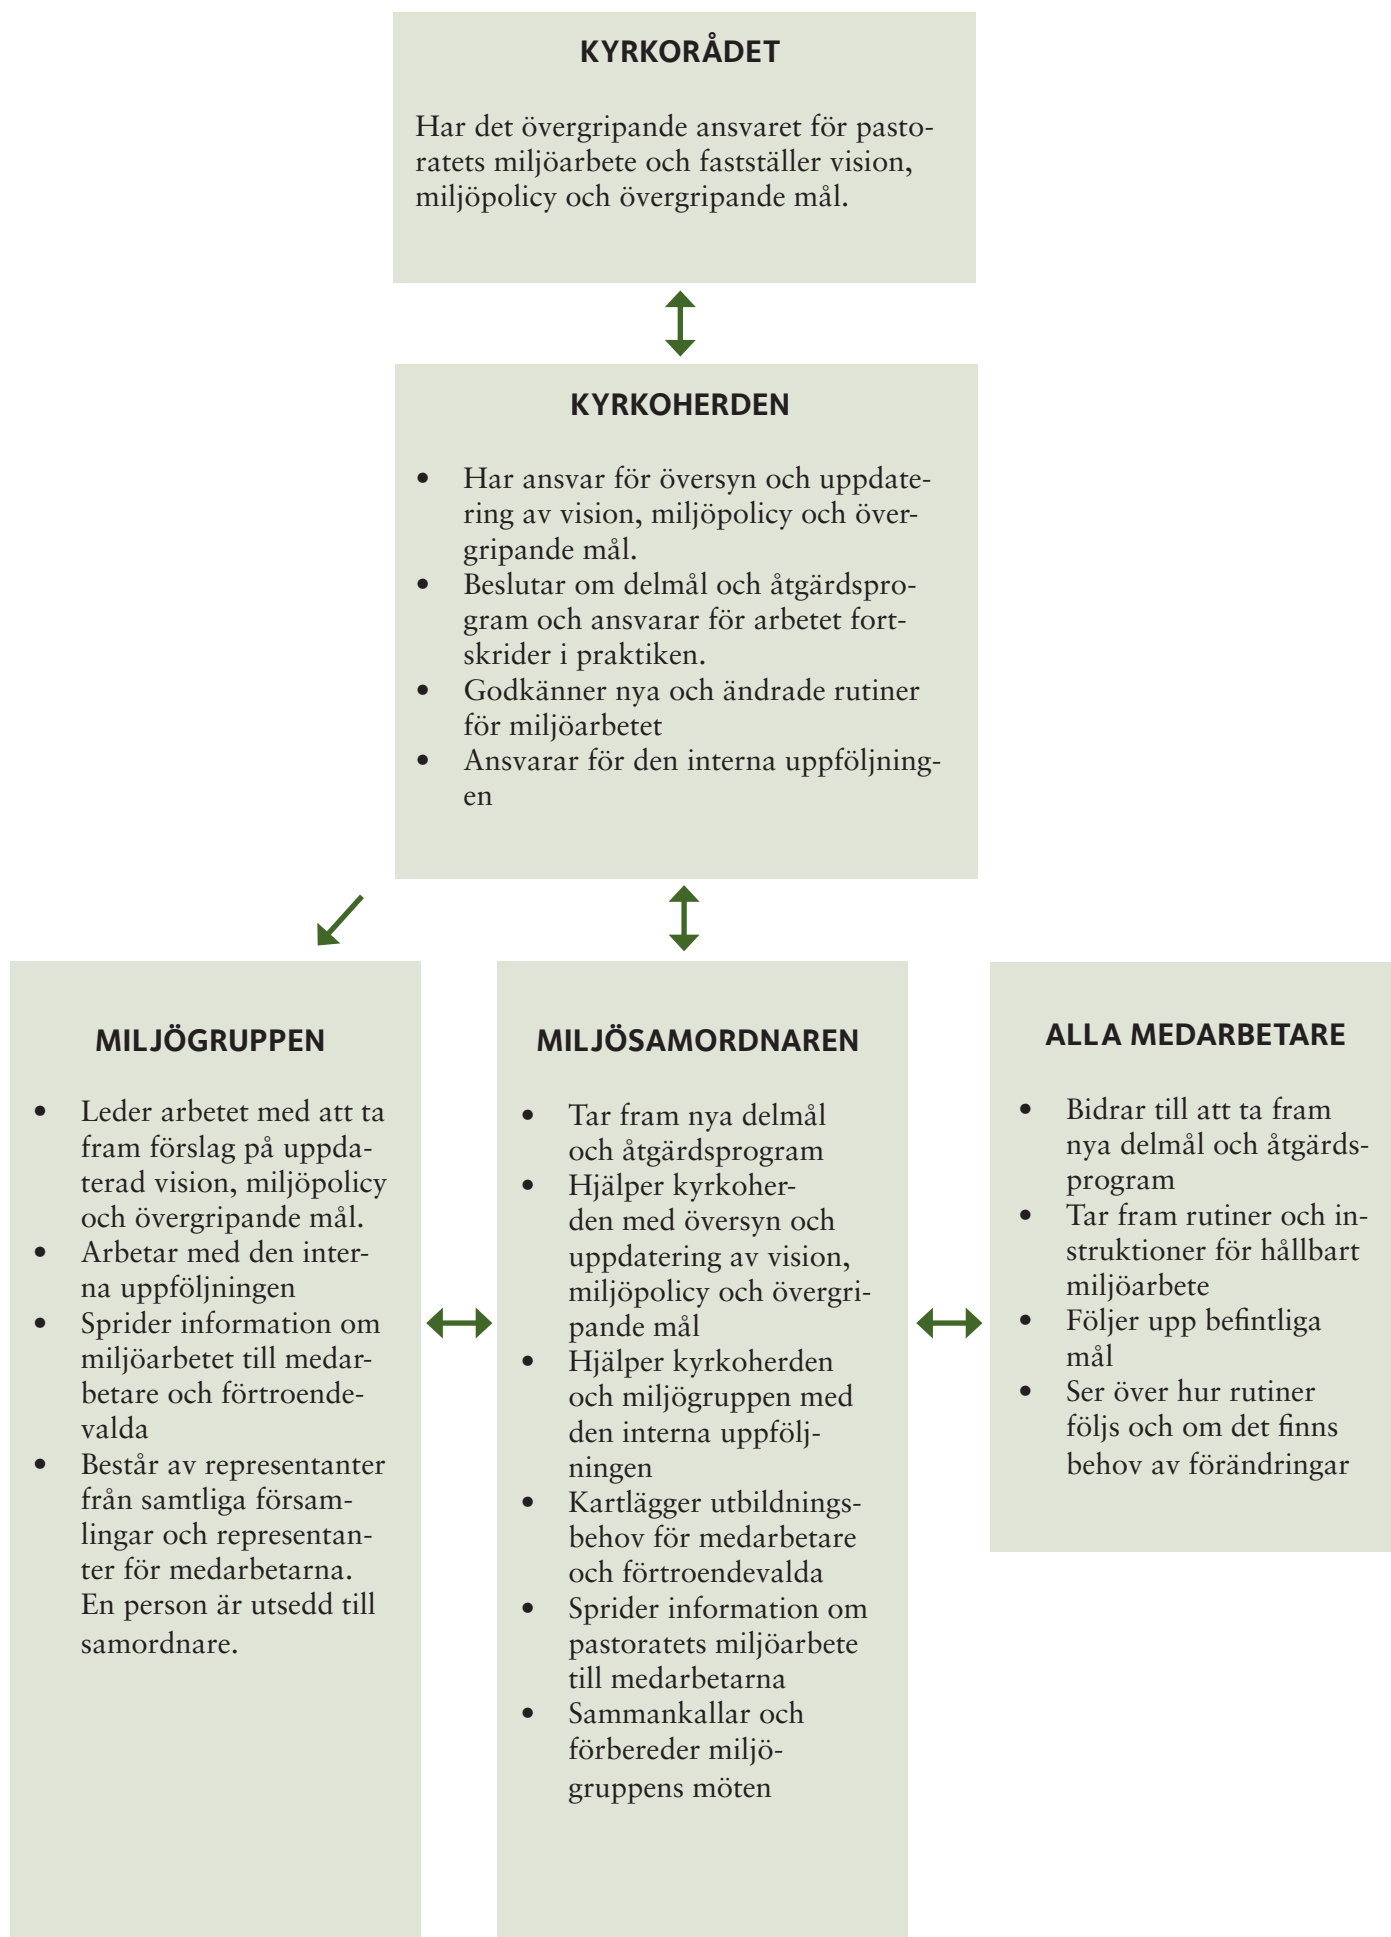 KYRKORÅDET
Har det övergripande ansvaret för pasto-
ratets miljöarbete och fastställer vision,
miljöpolicy och övergripande mål.
KYRKOHERDEN
• Har ansvar för översyn och uppdate-
ring av vision, miljöpolicy och över-
gripande mål.
• Beslutar om delmål och åtgärdspro-
gram och ansvarar för arbetet fort-
skrider i praktiken.
• Godkänner nya och ändrade rutiner
för miljöarbetet
• Ansvarar för den interna uppföljning-
en
MILJÖGRUPPEN
• Leder arbetet med att ta
fram förslag på uppda-
terad vision, miljöpolicy
och övergripande mål.
• Arbetar med den inter-
na uppföljningen
• Sprider information om
miljöarbetet till medar-
betare och förtroende-
valda
• Består av representanter
från samtliga försam-
lingar och representan-
ter för medarbetarna.
En person är utsedd till
samordnare.
MILJÖSAMORDNAREN
• Tar fram nya delmål
och åtgärdsprogram
• Hjälper kyrkoher-
den med översyn och
uppdatering av vision,
miljöpolicy och övergri-
pande mål
• Hjälper kyrkoherden
och miljögruppen med
den interna uppfölj-
ningen
• Kartlägger utbildnings-
behov för medarbetare
och förtroendevalda
• Sprider information om
pastoratets miljöarbete
till medarbetarna
• Sammankallar och
förbereder miljö-
gruppens möten
ALLA MEDARBETARE
• Bidrar till att ta fram
nya delmål och åtgärds-
program
• Tar fram rutiner och in-
struktioner för hållbart
miljöarbete
• Följer upp befintliga
mål
• Ser över hur rutiner
följs och om det finns
behov av förändringar